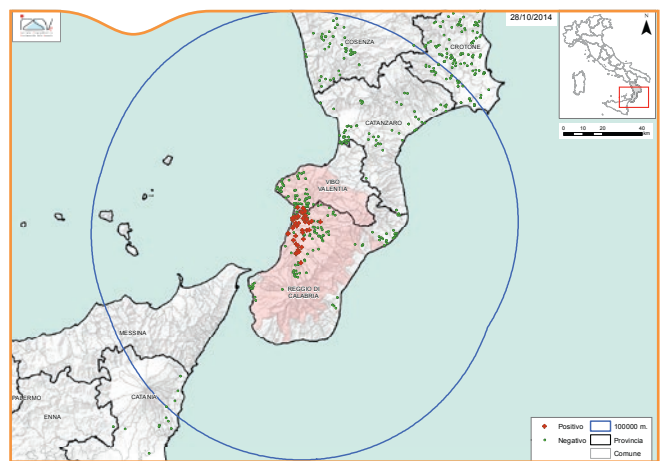 28/10/2014
N
COSENZA
CROTONE
0 10 20 40
km
CATANZARO
VIBO
VALENTIA
REGGIO DI
CALABRIA
MESSINA
PALERMO
CATANIA
ENNA
Positivo
100000 m.
Negativo
Provincia
Comune